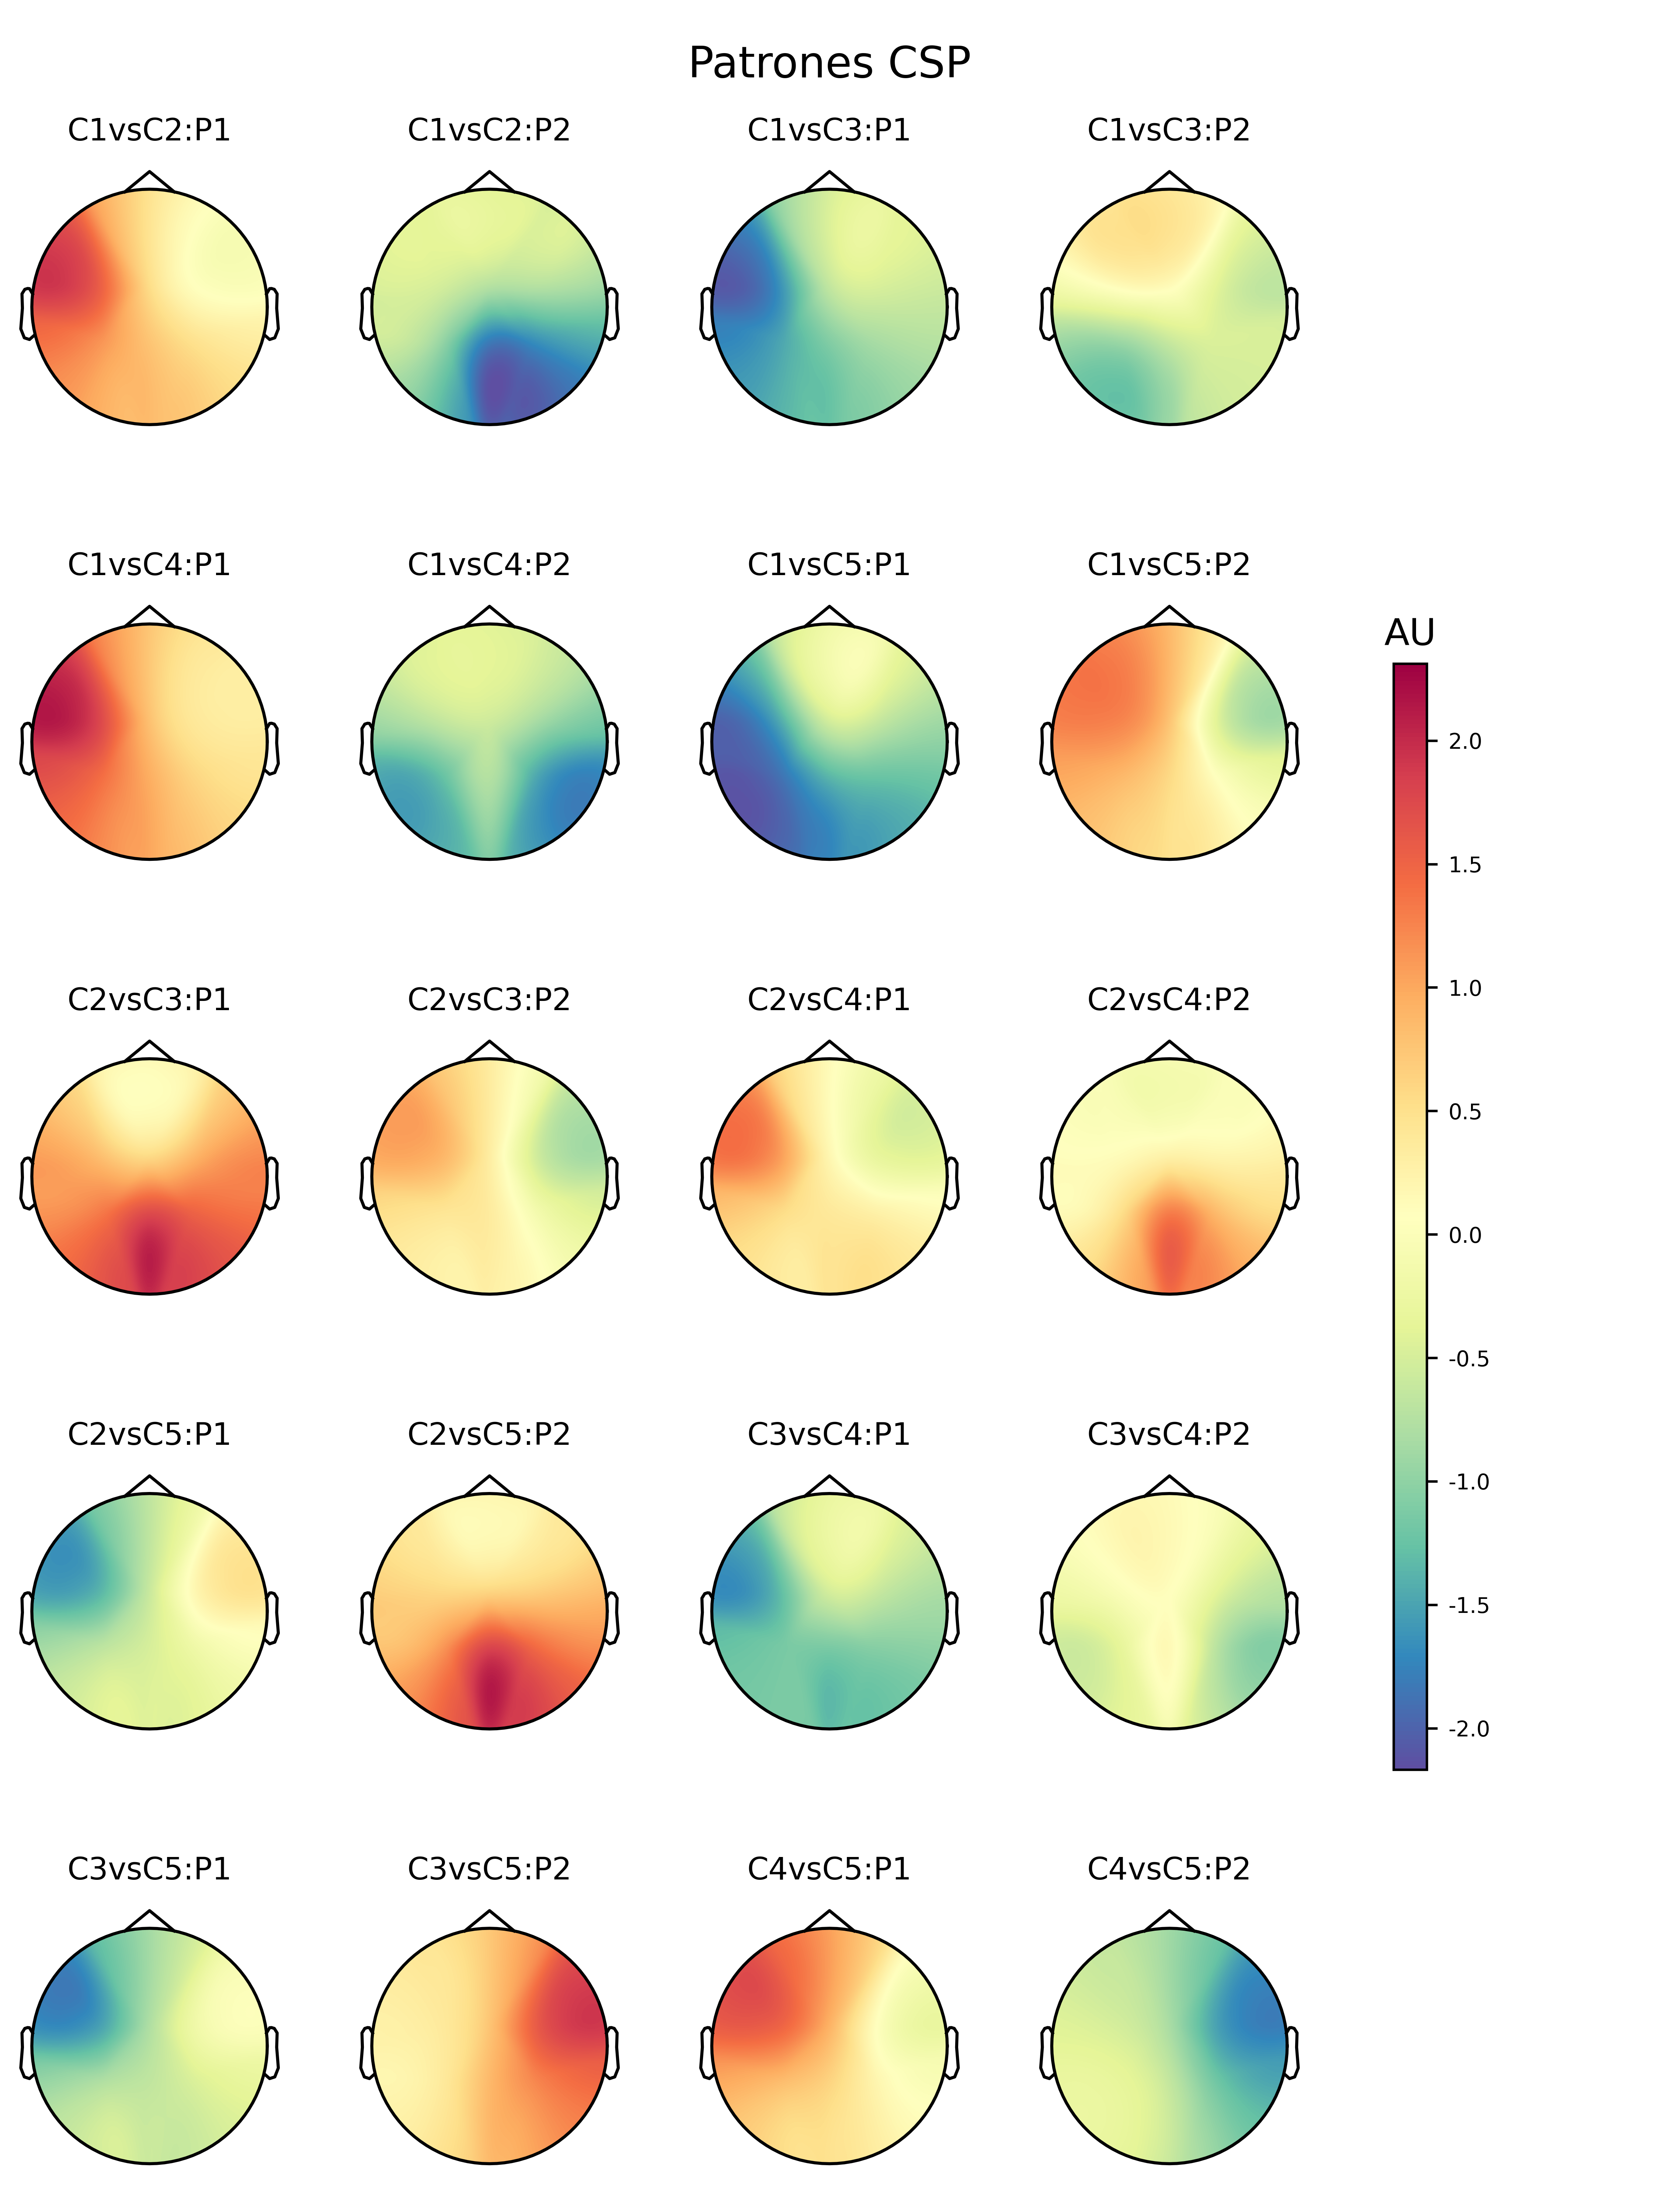 Patrones CSP
C1vsC2:P1
C1vsC2:P2
C1vsC3:P1
C1vsC3:P2
C1vsC4:P1
C1vsC4:P2
C1vsC5:P1
C1vsC5:P2
AU
2.0
1.5
1.0
0.5
0.0
-0.5
-1.0
-1.5
-2.0
C2vsC3:P1
C2vsC3:P2
C2vsC4:P1
C2vsC4:P2
C2vsC5:P1
C2vsC5:P2
C3vsC4:P1
C3vsC4:P2
C3vsC5:P1
C3vsC5:P2
C4vsC5:P1
C4vsC5:P2